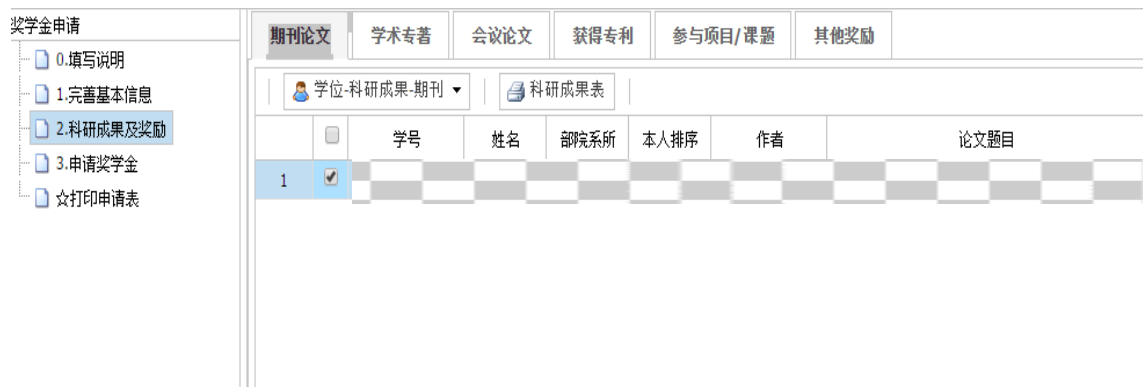 奖学金申请
0.填写说明
1.完善基本信息
2.科研成果及奖励
3.申请奖学金
☆打印申请表
期刊论文 学术专著 会议论文 获得专利 参与项目/课题 其他奖励
学位-科研成果-期刊 科研成果表
学号 姓名 部院系所 本人排序 作者 论文题目
1